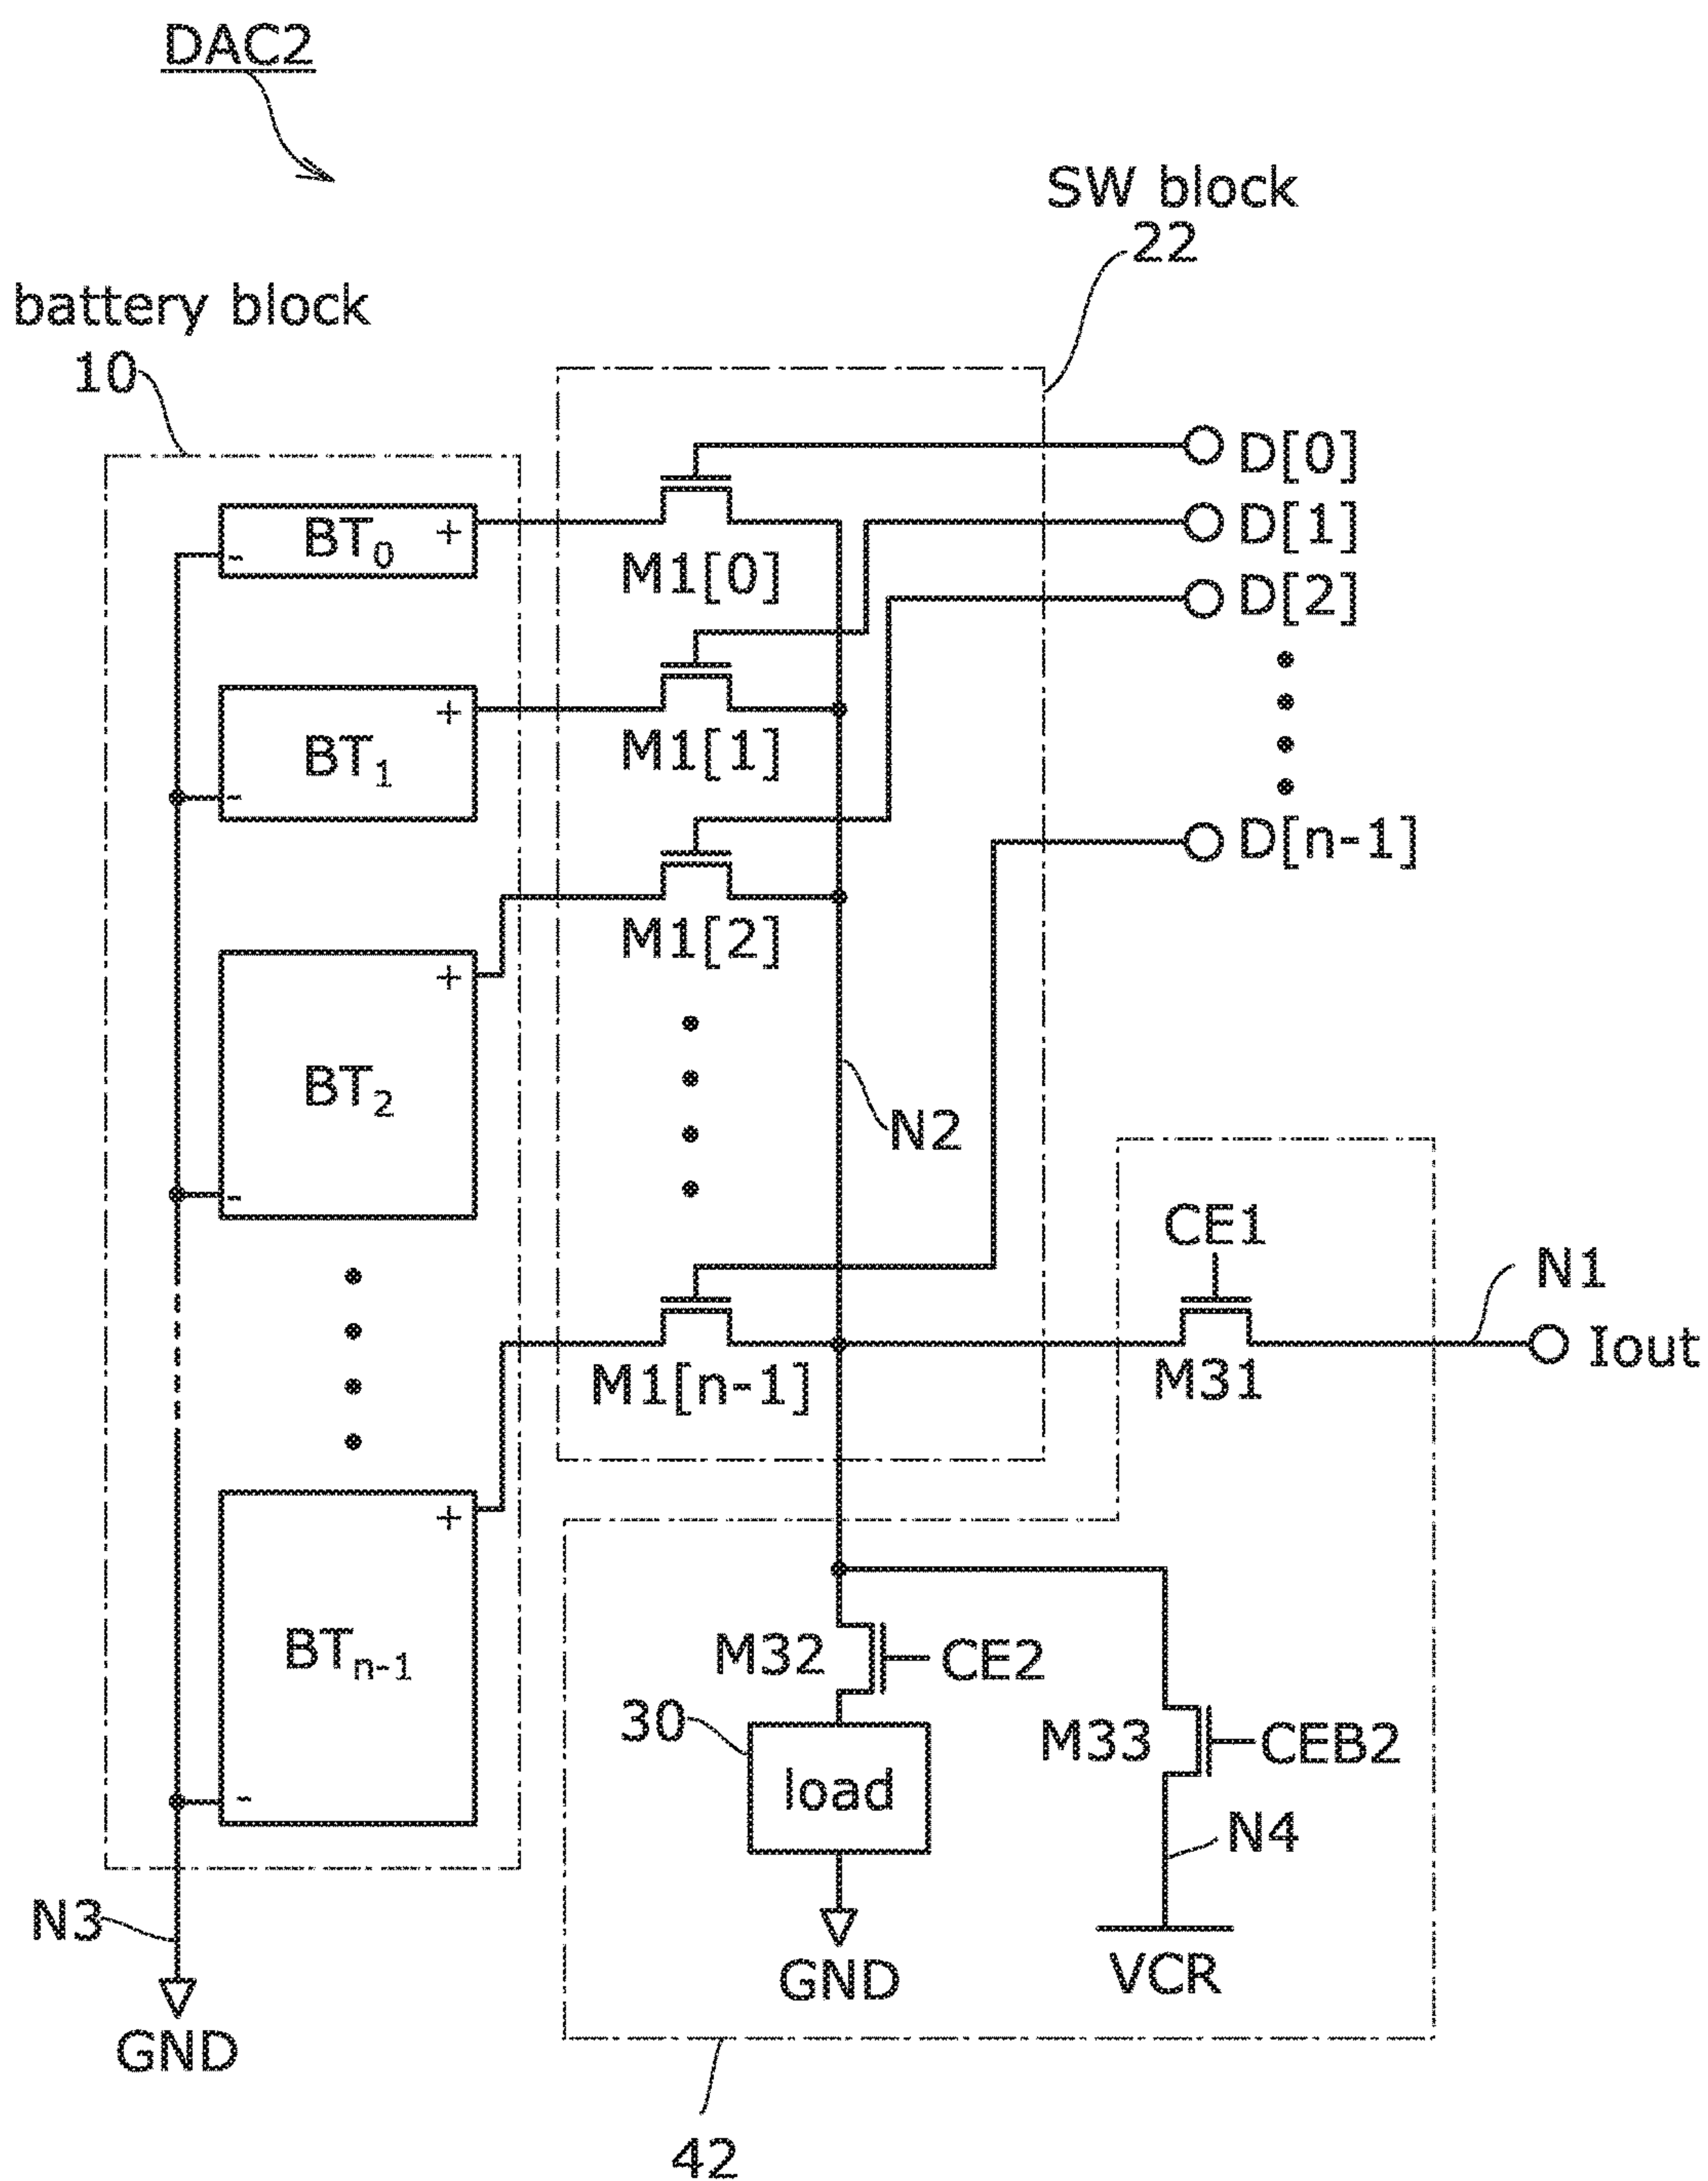 DAC2
SW block
22
battery block
10
D[0]
D[1]
D[2]
D[n-1]
BT0 + -
M1[0]
BT1 + -
M1[1]
BT2 + -
M1[2]
N2
CE1
N1
Iout
M31
M1[n-1]
BTn-1 + -
M32
CE2
30
load
M33
CEB2
N4
N3
GND
VCR
GND
42